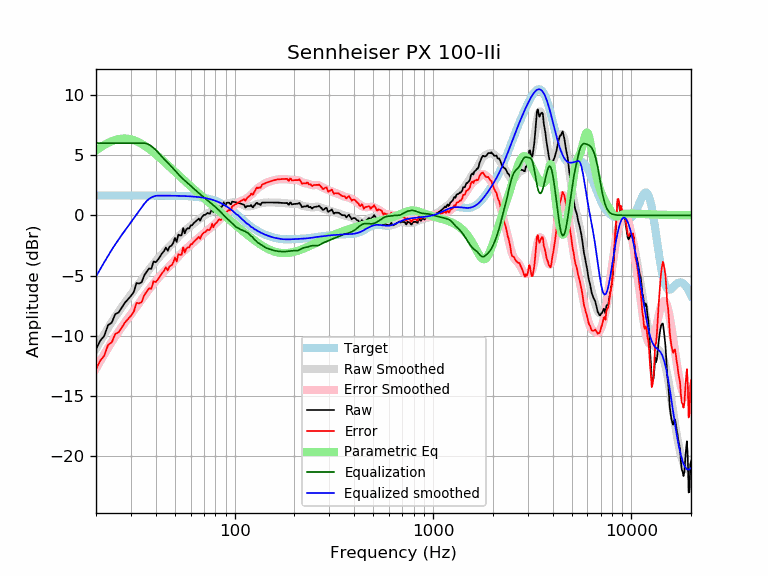 Sennheiser PX 100-IIi
Amplitude (dBr)
10
5
0
−5
−10
−15
−20
Target
Raw Smoothed
Error Smoothed
Raw
Error
Parametric Eq
Equalization
Equalized smoothed
100
1000
10000
Frequency (Hz)